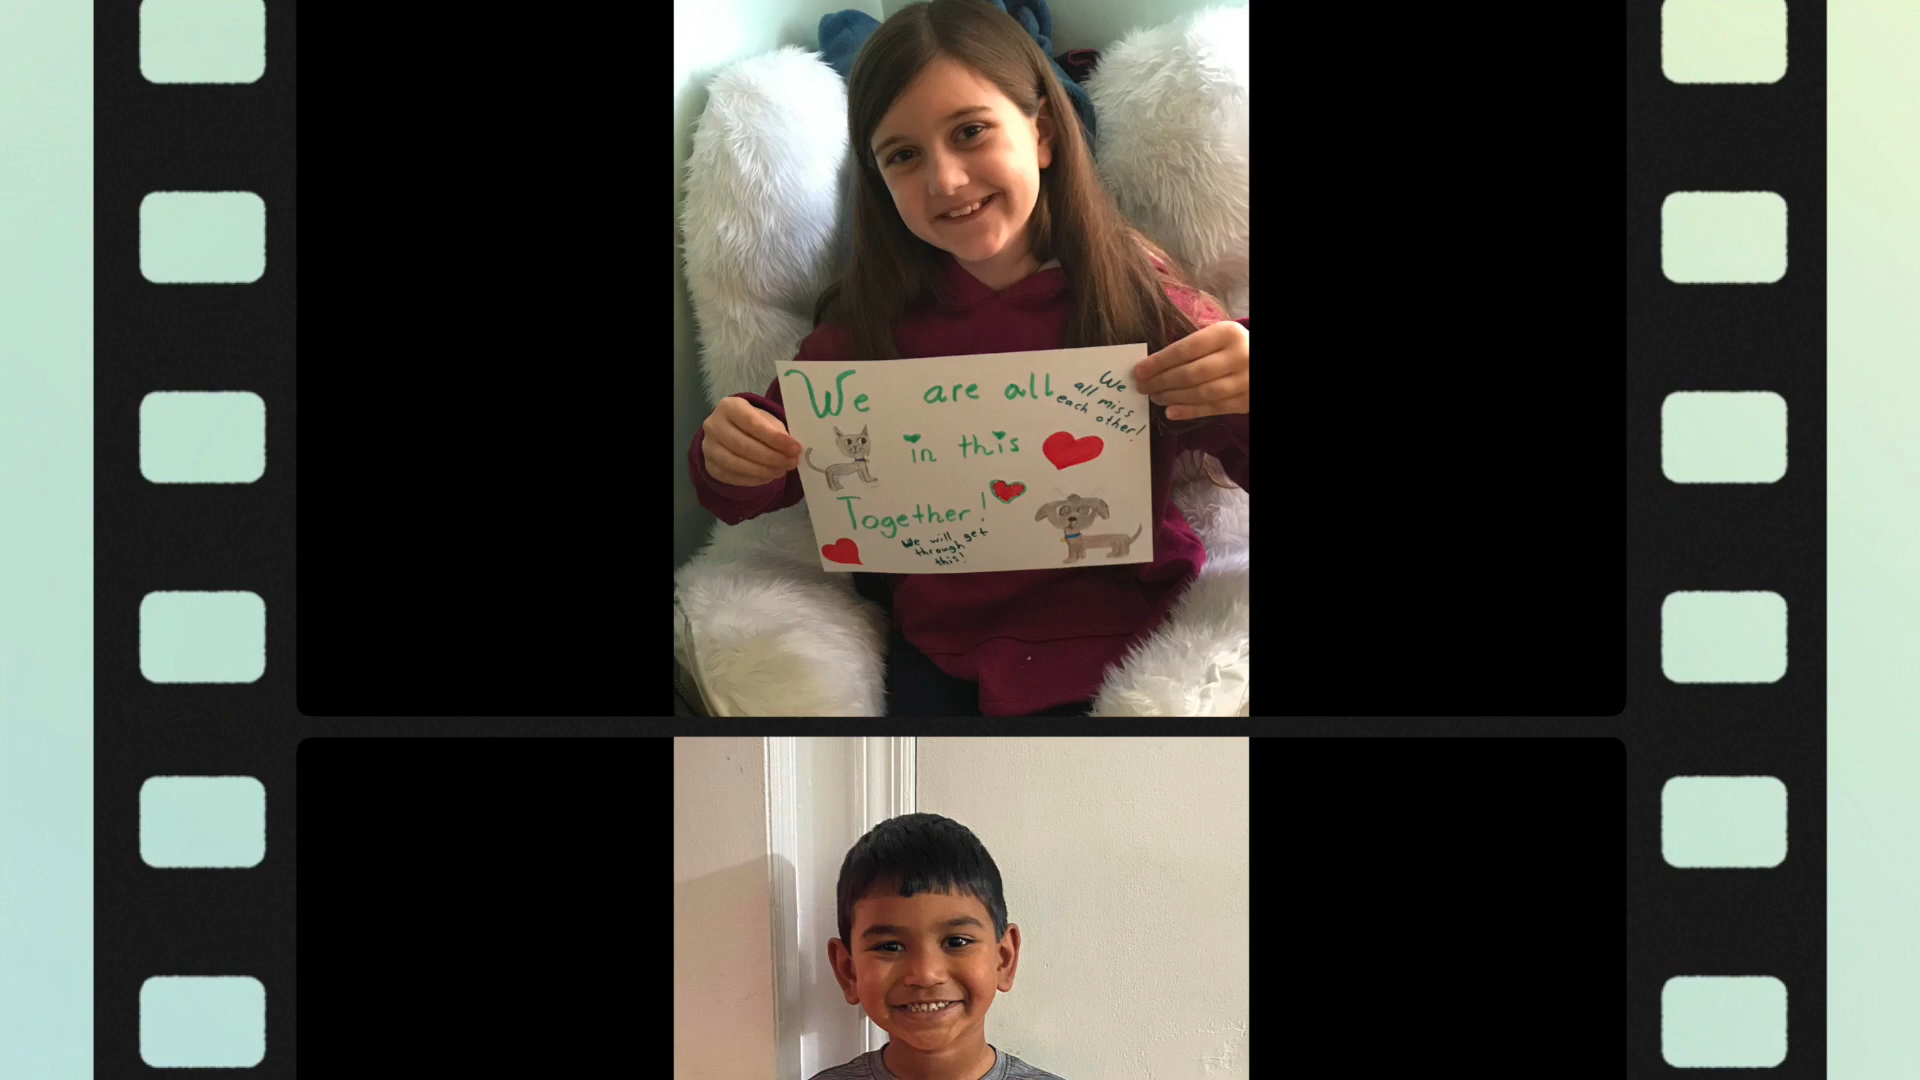 We are all
We
all miss
each other!
in this
Together!
We will get
through
this!